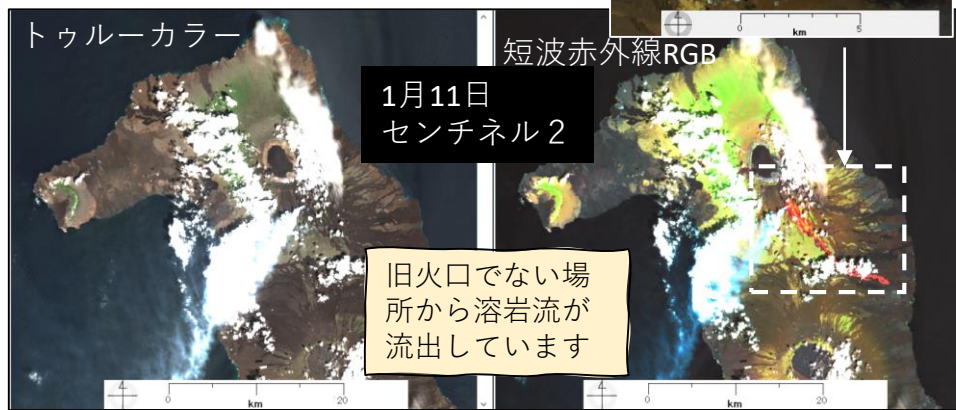 0
km
5
トゥルーカラー
短波赤外線RGB
1月11日
センチネル２
旧火口でない場
所から溶岩流が
流出しています
0
km
20
0
km
20